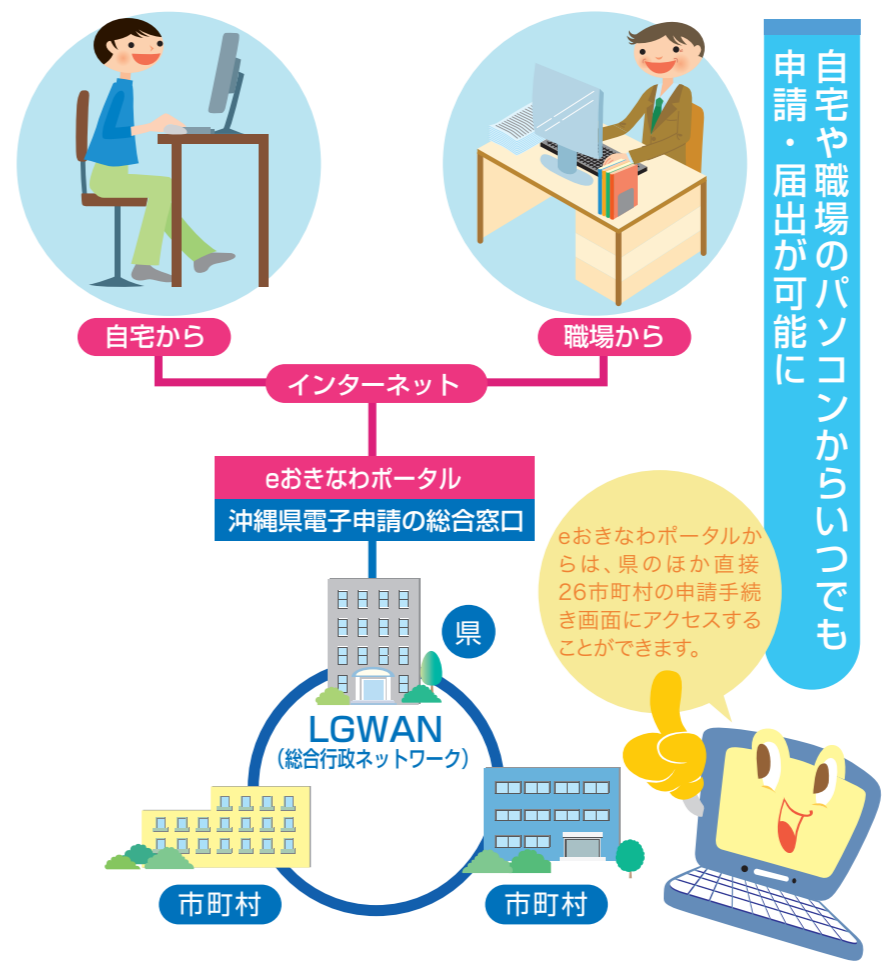 自宅や職場のパソコンからいつでも
申請・届出が可能に
自宅から
職場から
インターネット
eおきなわポータル
沖縄県電子申請の総合窓口
eおきなわポータルか
らは、県のほか直接
26市町村の申請手続
き画面にアクセスする
ことができます。
県
LGWAN
（総合行政ネットワーク）
市町村
市町村